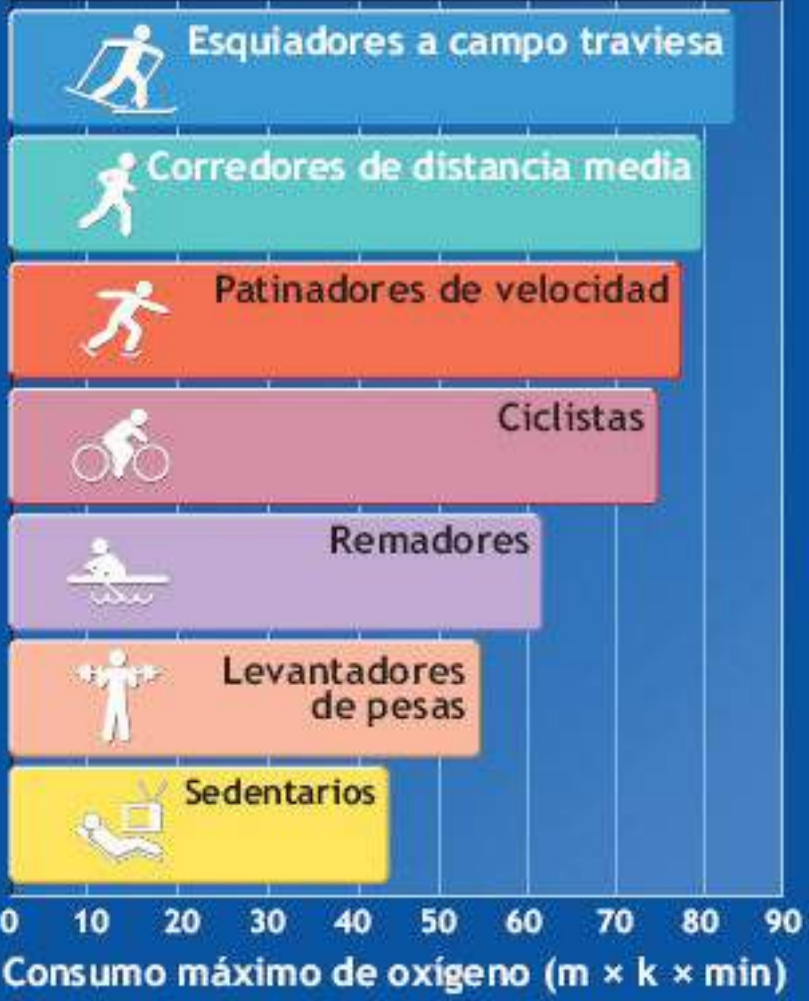 Esquiadores a campo traviesa
Corredores de distancia media
Patinadores de velocidad
Ciclistas
Remadores
Levantadores
de pesas
Sedentarios
0 10 20 30 40 50 60 70 80 90
Consumo máximo de oxígeno (m × k × min)